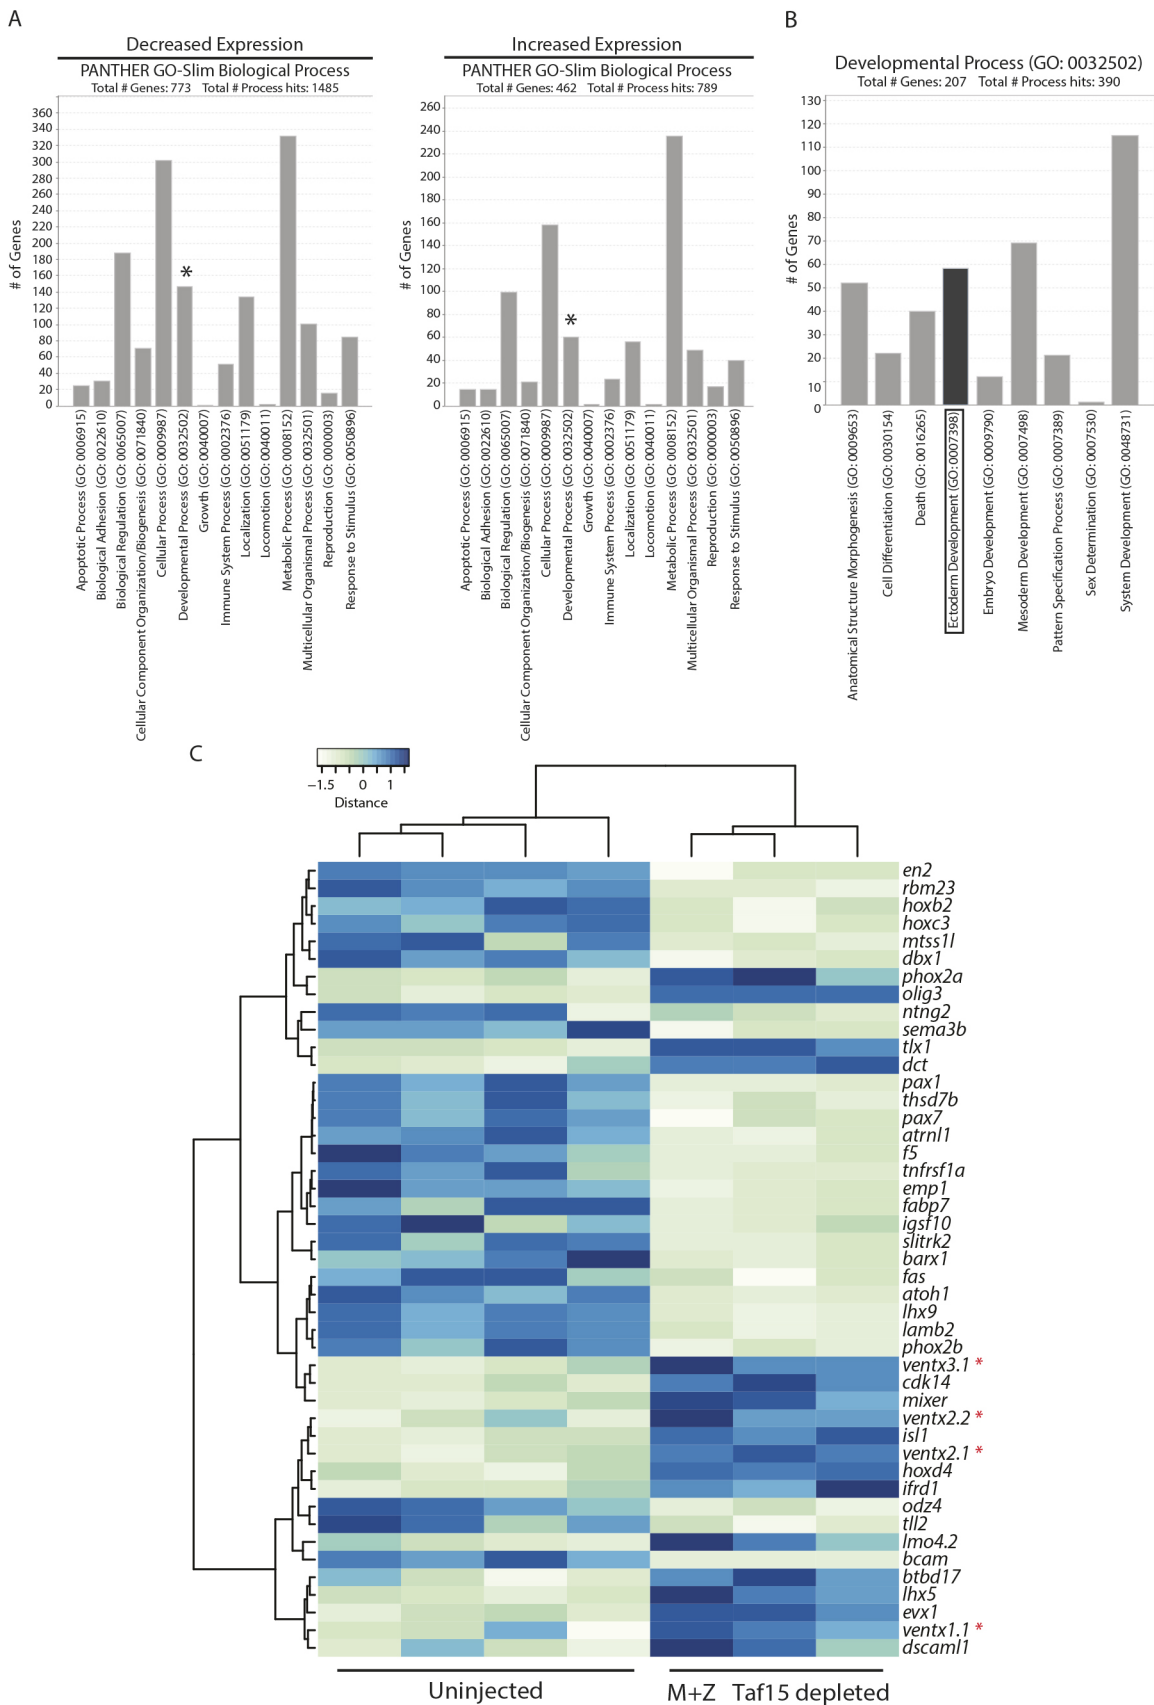 A
Decreased Expression
PANTHER GO-Slim Biological Process
Total # Genes: 773 Total # Process hits: 1485
# of Genes
360
340
320
300
280
260
240
220
200
180
160
140
120
100
80
60
40
20
0
*
Apoptotic Process (GO: 0006915)
Biological Adhesion (GO: 0022610)
Biological Regulation (GO: 0065007)
Cellular Component Organization/Biogenesis (GO: 0071840)
Cellular Process (GO: 0009987)
Developmental Process (GO: 0032502)
Growth (GO: 0040007)
Immune System Process (GO: 0002376)
Localization (GO: 0051179)
Locomotion (GO: 0040011)
Metabolic Process (GO: 0008152)
Multicellular Organismal Process (GO: 0032501)
Reproduction (GO: 0000003)
Response to Stimulus (GO: 0050896)
Increased Expression
PANTHER GO-Slim Biological Process
Total # Genes: 462 Total # Process hits: 789
# of Genes
260
240
220
200
180
160
140
120
100
80
60
40
20
0
*
Apoptotic Process (GO: 0006915)
Biological Adhesion (GO: 0022610)
Biological Regulation (GO: 0065007)
Cellular Component Organization/Biogenesis (GO: 0071840)
Cellular Process (GO: 0009987)
Developmental Process (GO: 0032502)
Growth (GO: 0040007)
Immune System Process (GO: 0002376)
Localization (GO: 0051179)
Locomotion (GO: 0040011)
Metabolic Process (GO: 0008152)
Multicellular Organismal Process (GO: 0032501)
Reproduction (GO: 0000003)
Response to Stimulus (GO: 0050896)
B
Developmental Process (GO: 0032502)
Total # Genes: 207 Total # Process hits: 390
# of Genes
130
120
110
100
90
80
70
60
50
40
30
20
10
0
Anatomical Structure Morphogenesis (GO: 0009653)
Cell Differentiation (GO: 0030154)
Death (GO: 0016265)
Ectoderm Development (GO: 0007398)
Embryo Development (GO: 0009790)
Mesoderm Development (GO: 0007498)
Pattern Specification Process (GO: 0007389)
Sex Determination (GO: 0007530)
System Development (GO: 0048731)
C
−1.5 0 1
Distance
en2
rbm23
hoxb2
hoxc3
mtss1l
dbx1
phox2a
olig3
ntng2
sema3b
tlx1
dct
pax1
thsd7b
pax7
atrnl1
f5
tnfrsf1a
emp1
fabp7
igsf10
slitrk2
barx1
fas
atoh1
lhx9
lamb2
phox2b
ventx3.1 *
cdk14
mixer
ventx2.2 *
isl1
ventx2.1 *
hoxd4
ifrd1
odz4
tll2
lmo4.2
bcam
btbd17
lhx5
evx1
ventx1.1 *
dscaml1
Uninjected
M+Z Taf15 depleted